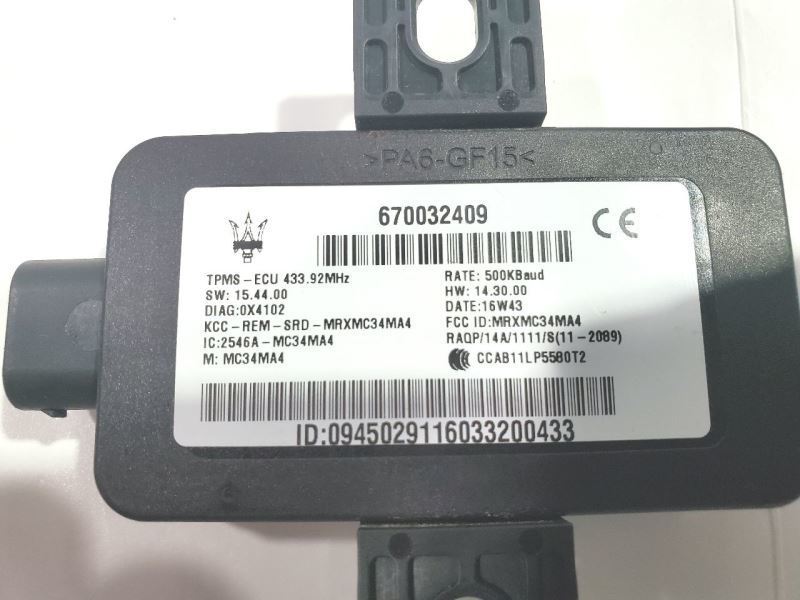 >PA6-GF15<
670032409
CE
TPMS-ECU 433.92MHz
SW: 15.44.00
DIAG:0X4102
KCC-REM-SRD-MRXMC34MA4
IC:2546A-MC34MA4
M: MC34MA4
RATE: 500KBaud
HW: 14.30.00
DATE:16W43
FCC ID:MRXMC34MA4
RAQP/14A/1111/S(11-2089)
CCAB11LP5580T2
ID:0945029116033200433